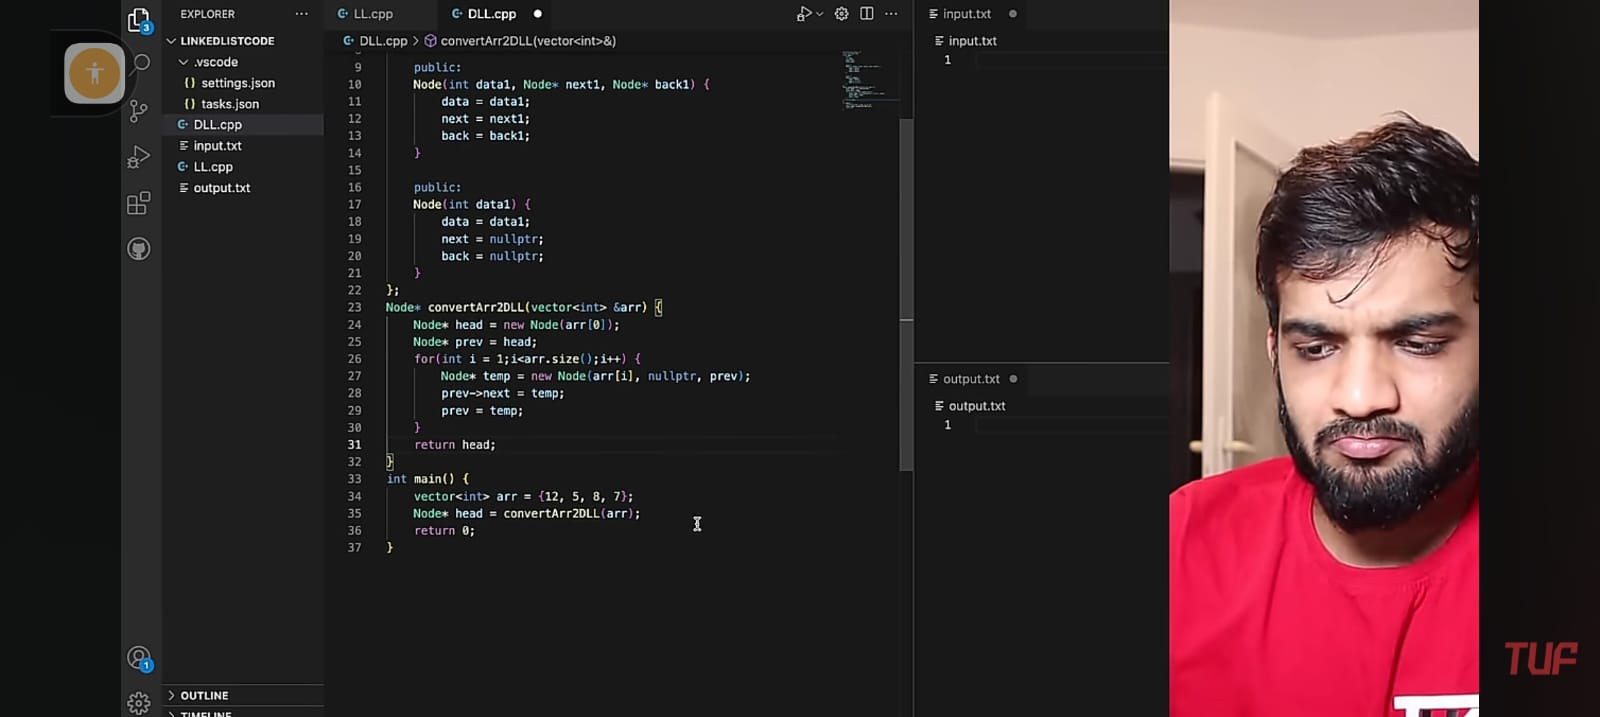 EXPLORER
LINKEDLISTCODE
.vscode
{} settings.json
{} tasks.json
DLL.cpp
input.txt
LL.cpp
output.txt
OUTLINE
TIMELINE
3
1
LL.cpp
DLL.cpp
DLL.cpp > convertArr2DLL(vector<int>&)
9 public:
10 Node(int data1, Node* next1, Node* back1) {
11 data = data1;
12 next = next1;
13 back = back1;
14 }
15
16 public:
17 Node(int data1) {
18 data = data1;
19 next = nullptr;
20 back = nullptr;
21 }
22 };
23 Node* convertArr2DLL(vector<int> &arr) {
24 Node* head = new Node(arr[0]);
25 Node* prev = head;
26 for(int i = 1;i<arr.size();i++) {
27 Node* temp = new Node(arr[i], nullptr, prev);
28 prev->next = temp;
29 prev = temp;
30 }
31 return head;
32 }
33 int main() {
34 vector<int> arr = {12, 5, 8, 7};
35 Node* head = convertArr2DLL(arr);
36 return 0;
37 }
input.txt
input.txt
1
output.txt
output.txt
1
TUF